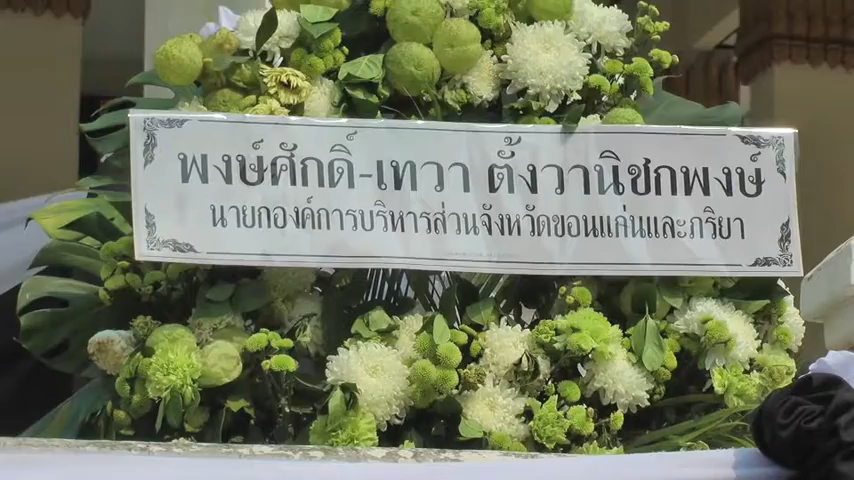 พงษ์ศักดิ์-เทวา ตั้งวานิชกพงษ์
นายกองค์การบริหารส่วนจังหวัดขอนแก่นและภริยา